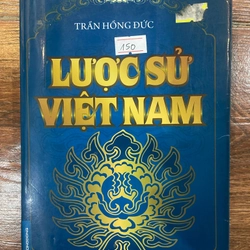 TRẦN HỒNG ĐỨC
150
LƯỢC SỬ
VIỆT NAM